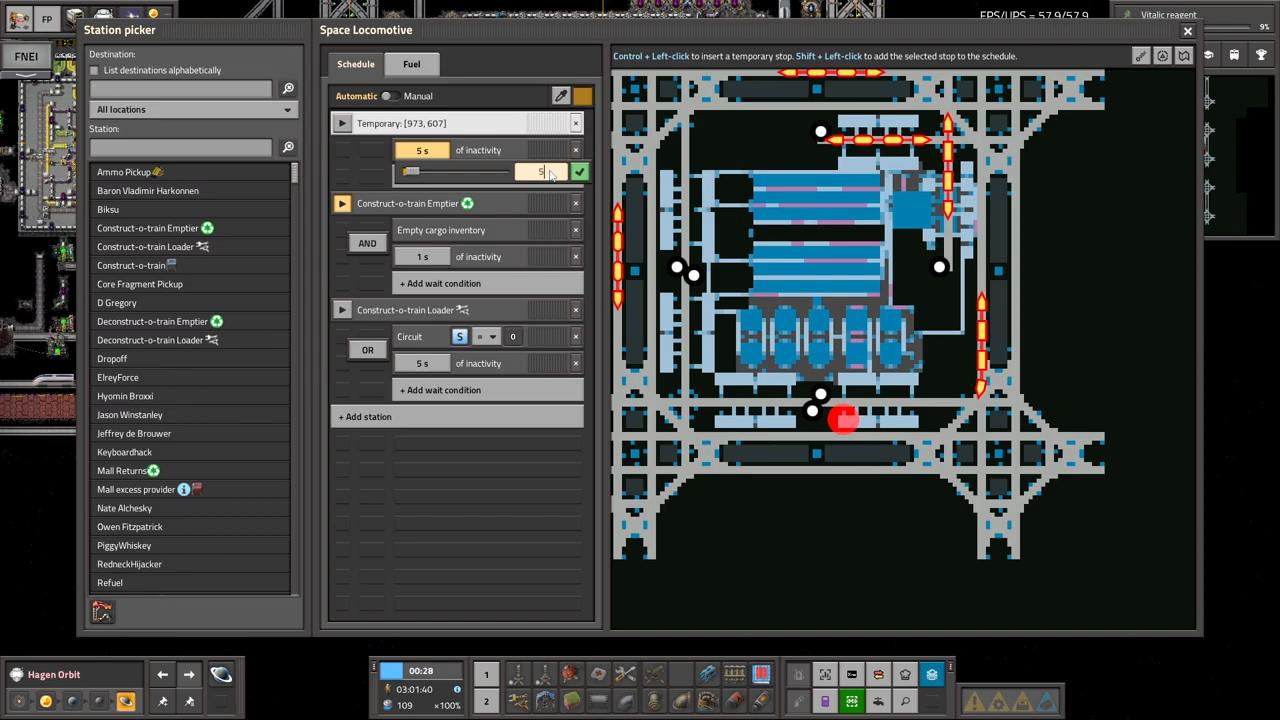 FP
FNEI
EPS/UPS = 57.9/57.9
Vitalic reagent
9%
Station picker
Destination:
List destinations alphabetically
All locations
Station:
Ammo Pickup
Baron Vladimir Harkonnen
Biksu
Construct-o-train Emptier
Construct-o-train Loader
Construct-o-train
Core Fragment Pickup
D Gregory
Deconstruct-o-train Emptier
Deconstruct-o-train Loader
Dropoff
ElreyForce
Hyomin Broxxi
Jason Winstanley
Jeffrey de Brouwer
Keyboardhack
Mall Returns
Mall excess provider
Nate Alchesky
Owen Fitzpatrick
PiggyWhiskey
RedneckHijacker
Refuel
Space Locomotive
Schedule
Fuel
Automatic
Manual
Temporary: [973, 607]
5 s of inactivity
5
Construct-o-train Emptier
AND
Empty cargo inventory
1 s of inactivity
+ Add wait condition
Construct-o-train Loader
OR
Circuit S = 0
5 s of inactivity
+ Add wait condition
+ Add station
Control + Left-click to insert a temporary stop. Shift + Left-click to add the selected stop to the schedule.
Hagen Orbit
00:28
03:01:40
109 ×100%
1
2